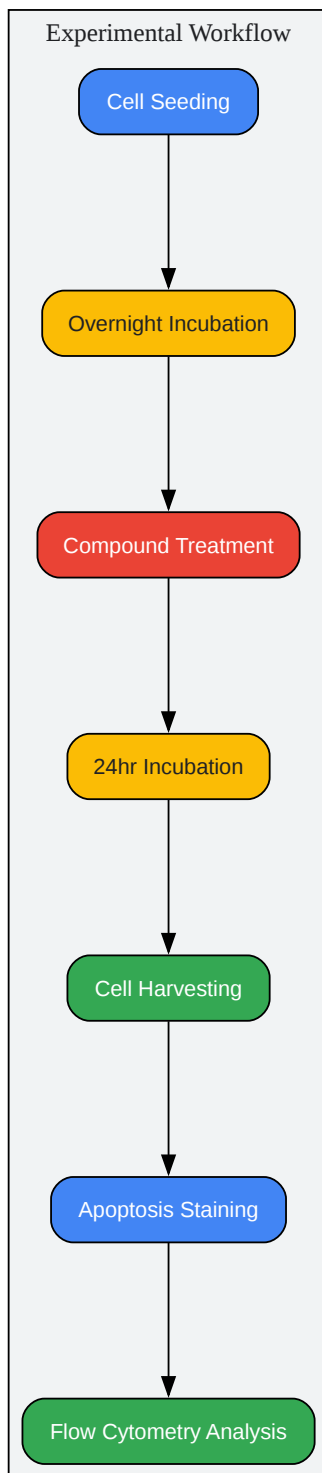 Experimental Workflow
Cell Seeding
Overnight Incubation
Compound Treatment
24hr Incubation
Cell Harvesting
Apoptosis Staining
Flow Cytometry Analysis